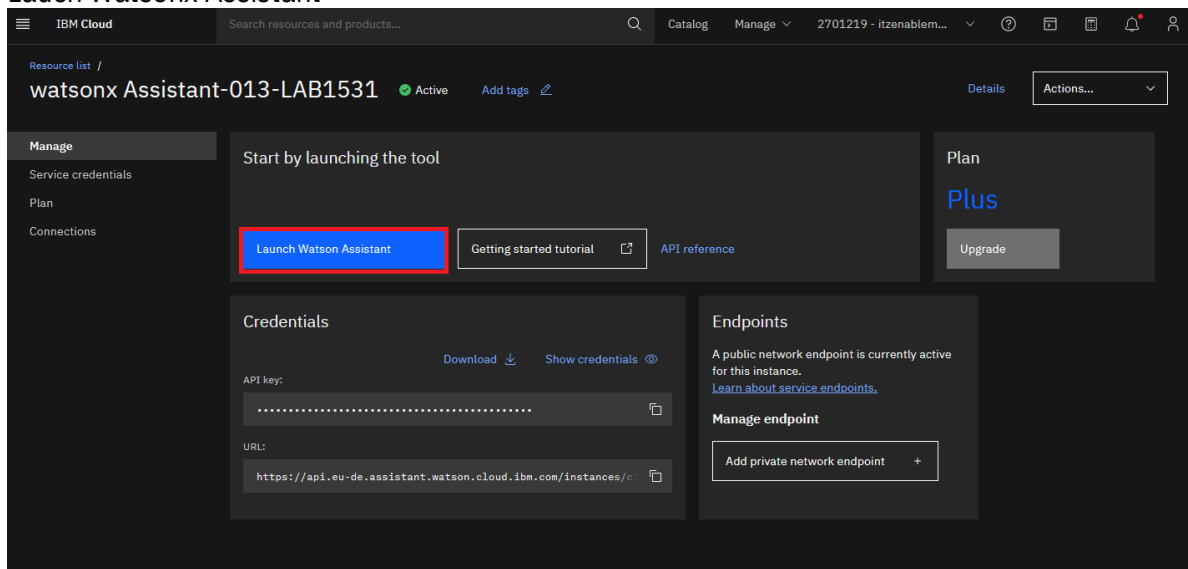 Lauch Watsonx Assistant
IBM Cloud
Search resources and products...
Catalog
Manage
2701219 - itzenablem...
Resource list /
watsonx Assistant-013-LAB1531
Active
Add tags
Details
Actions...
Manage
Service credentials
Plan
Connections
Start by launching the tool
Launch Watson Assistant
Getting started tutorial
API reference
Plan
Plus
Upgrade
Credentials
Download
Show credentials
API key:
............................................
URL:
https://api.eu-de.assistant.watson.cloud.ibm.com/instances/c
Endpoints
A public network endpoint is currently active
for this instance.
Learn about service endpoints.
Manage endpoint
Add private network endpoint +